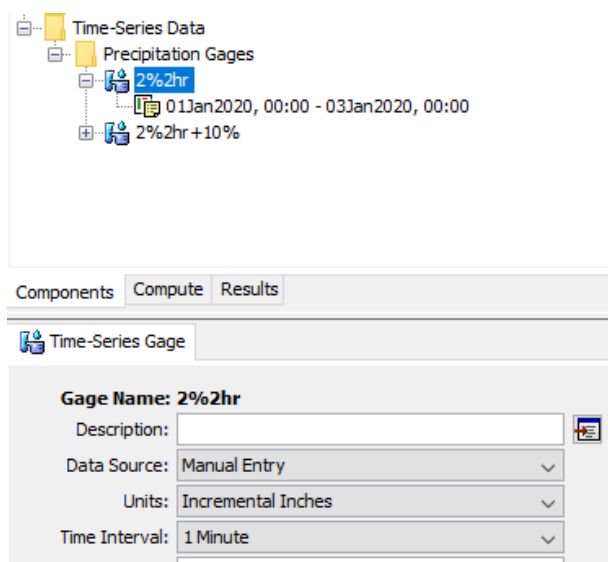 Time-Series Data
Precipitation Gages
2%2hr
01Jan2020, 00:00 - 03Jan2020, 00:00
2%2hr+10%
Components Compute Results
Time-Series Gage
Gage Name: 2%2hr
Description:
Data Source: Manual Entry
Units: Incremental Inches
Time Interval: 1 Minute